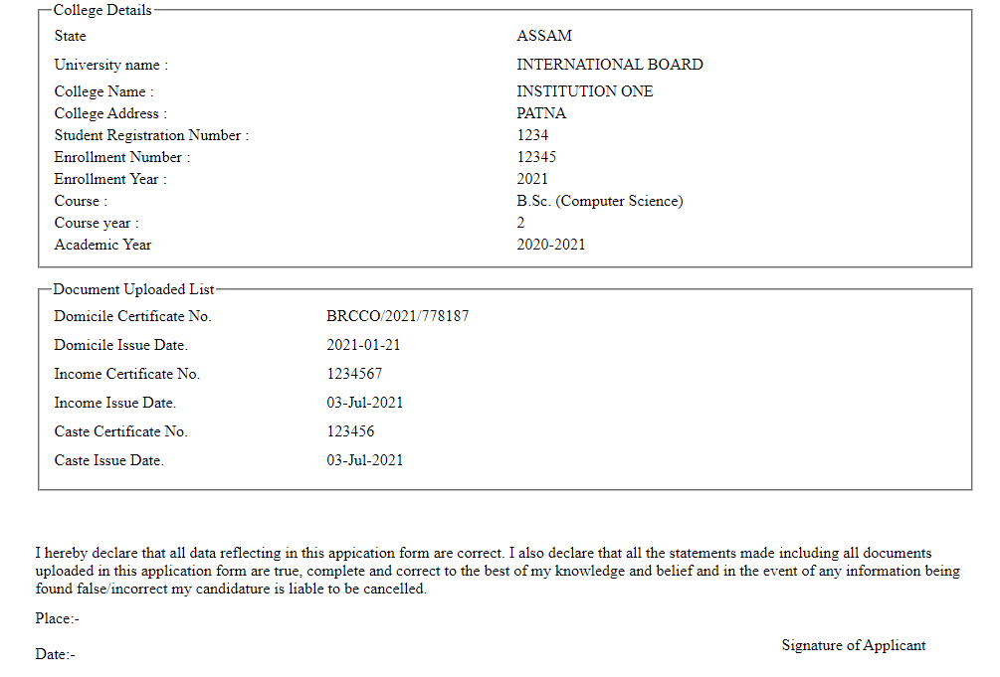 College Details
State ASSAM
University name : INTERNATIONAL BOARD
College Name : INSTITUTION ONE
College Address : PATNA
Student Registration Number : 1234
Enrollment Number : 12345
Enrollment Year : 2021
Course : B.Sc. (Computer Science)
Course year : 2
Academic Year 2020-2021
Document Uploaded List
Domicile Certificate No. BRCCO/2021/778187
Domicile Issue Date. 2021-01-21
Income Certificate No. 1234567
Income Issue Date. 03-Jul-2021
Caste Certificate No. 123456
Caste Issue Date. 03-Jul-2021
I hereby declare that all data reflecting in this appication form are correct. I also declare that all the statements made including all documents
uploaded in this application form are true, complete and correct to the best of my knowledge and belief and in the event of any information being
found false/incorrect my candidature is liable to be cancelled.
Place:-
Signature of Applicant
Date:-